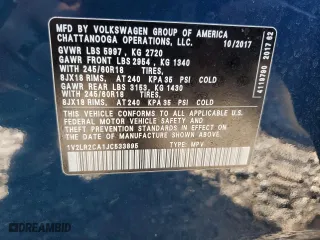 MFD BY VOLKSWAGEN GROUP OF AMERICA
CHATTANOOGA OPERATIONS, LLC. 10/2017
GVWR LBS 5997, KG 2720
GAWR FRONT LBS 2954, KG 1340
WITH 245/60R18 TIRES,
8JX18 RIMS, AT 240 KPA 35 PSI COLD
GAWR REAR LBS 3153, KG 1430
WITH 245/60R18 TIRES,
8JX18 RIMS, AT 240 KPA 35 PSI COLD
THIS VEHICLE CONFORMS TO ALL APPLICABLE
FEDERAL MOTOR VEHICLE SAFETY AND
THEFT PREVENTION STANDARDS IN EFFECT ON
THE DATE OF MANUFACTURE SHOWN ABOVE.
1V2LR2CA1JC533895 TYPE: MPV
4119760 2017 62